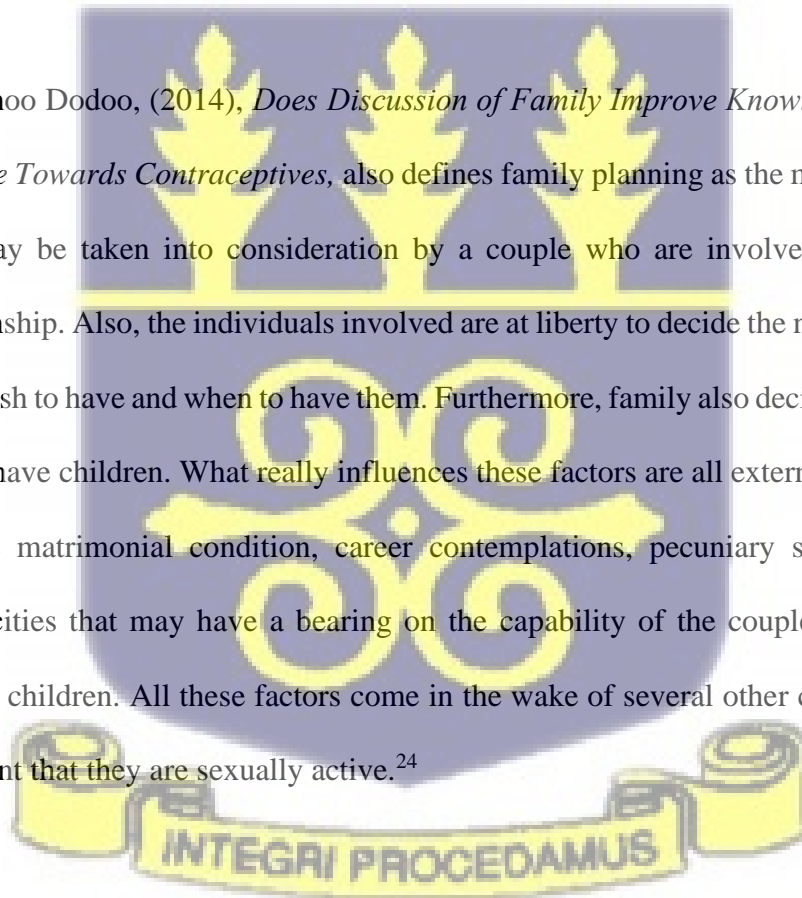 noo Dodoo, (2014), Does Discussion of Family Improve Know
e Towards Contraceptives, also defines family planning as the
ay be taken into consideration by a couple who are involve
nship. Also, the individuals involved are at liberty to decide the
sh to have and when to have them. Furthermore, family also deci
have children. What really influences these factors are all extern
matrimonial condition, career contemplations, pecuniary s
cities that may have a bearing on the capability of the coupl
children. All these factors come in the wake of several other
nt that they are sexually active.24
INTEGRI PROCEDAMUS